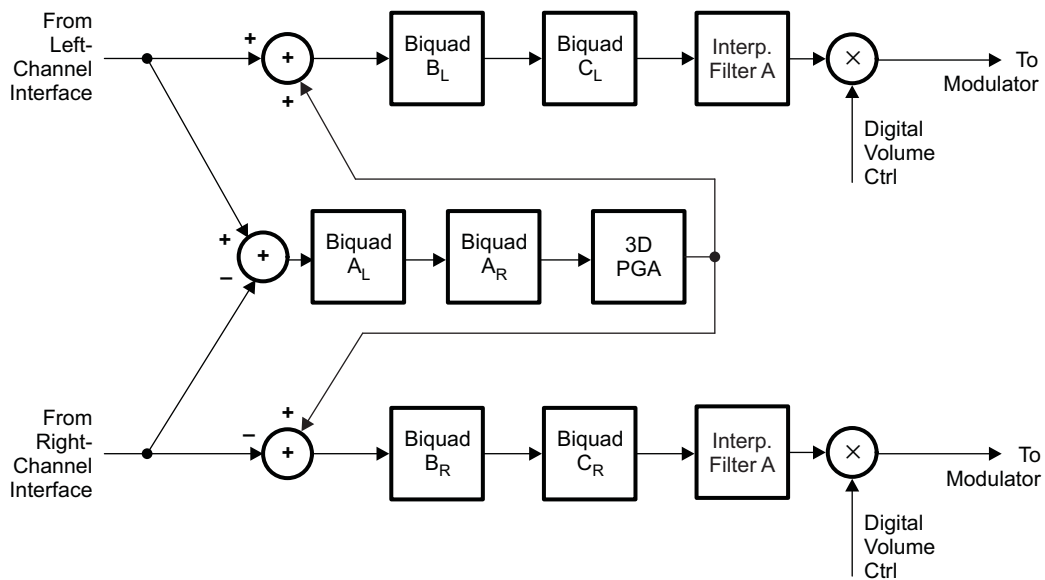 From
Left-
Channel
Interface
+
+
+
Biquad
B_L
Biquad
C_L
Interp.
Filter A
×
To
Modulator
Digital
Volume
Ctrl
+
–
+
Biquad
A_L
Biquad
A_R
3D
PGA
From
Right-
Channel
Interface
+
–
+
Biquad
B_R
Biquad
C_R
Interp.
Filter A
×
To
Modulator
Digital
Volume
Ctrl